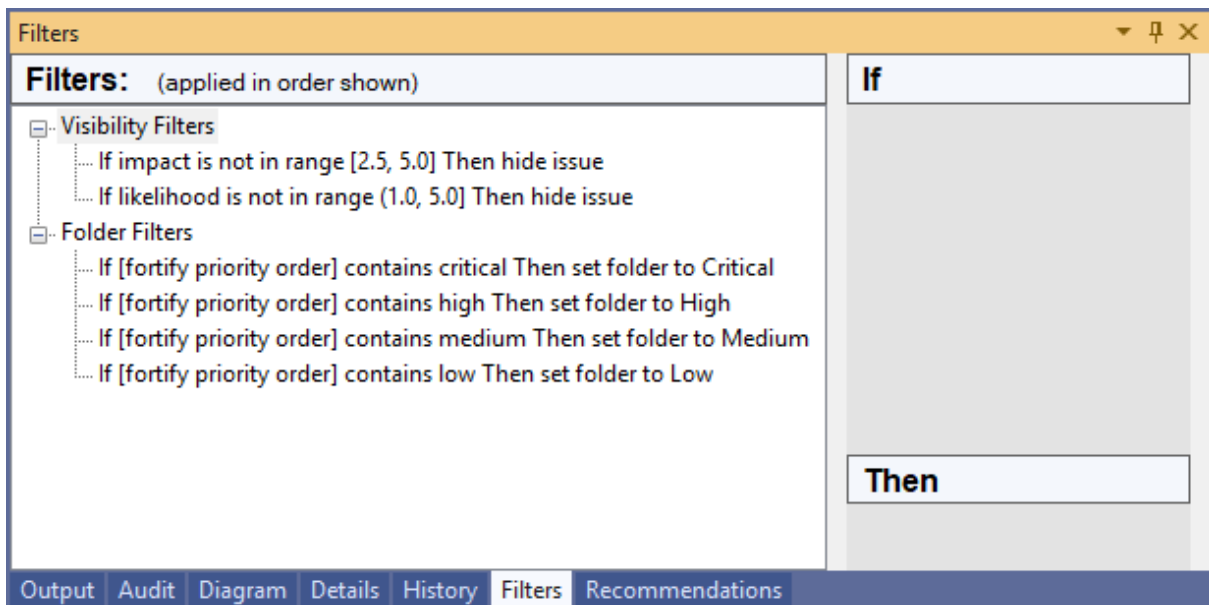 Filters
Filters: (applied in order shown)
Visibility Filters
If impact is not in range [2.5, 5.0] Then hide issue
If likelihood is not in range (1.0, 5.0] Then hide issue
Folder Filters
If [fortify priority order] contains critical Then set folder to Critical
If [fortify priority order] contains high Then set folder to High
If [fortify priority order] contains medium Then set folder to Medium
If [fortify priority order] contains low Then set folder to Low
If
Then
Output Audit Diagram Details History Filters Recommendations